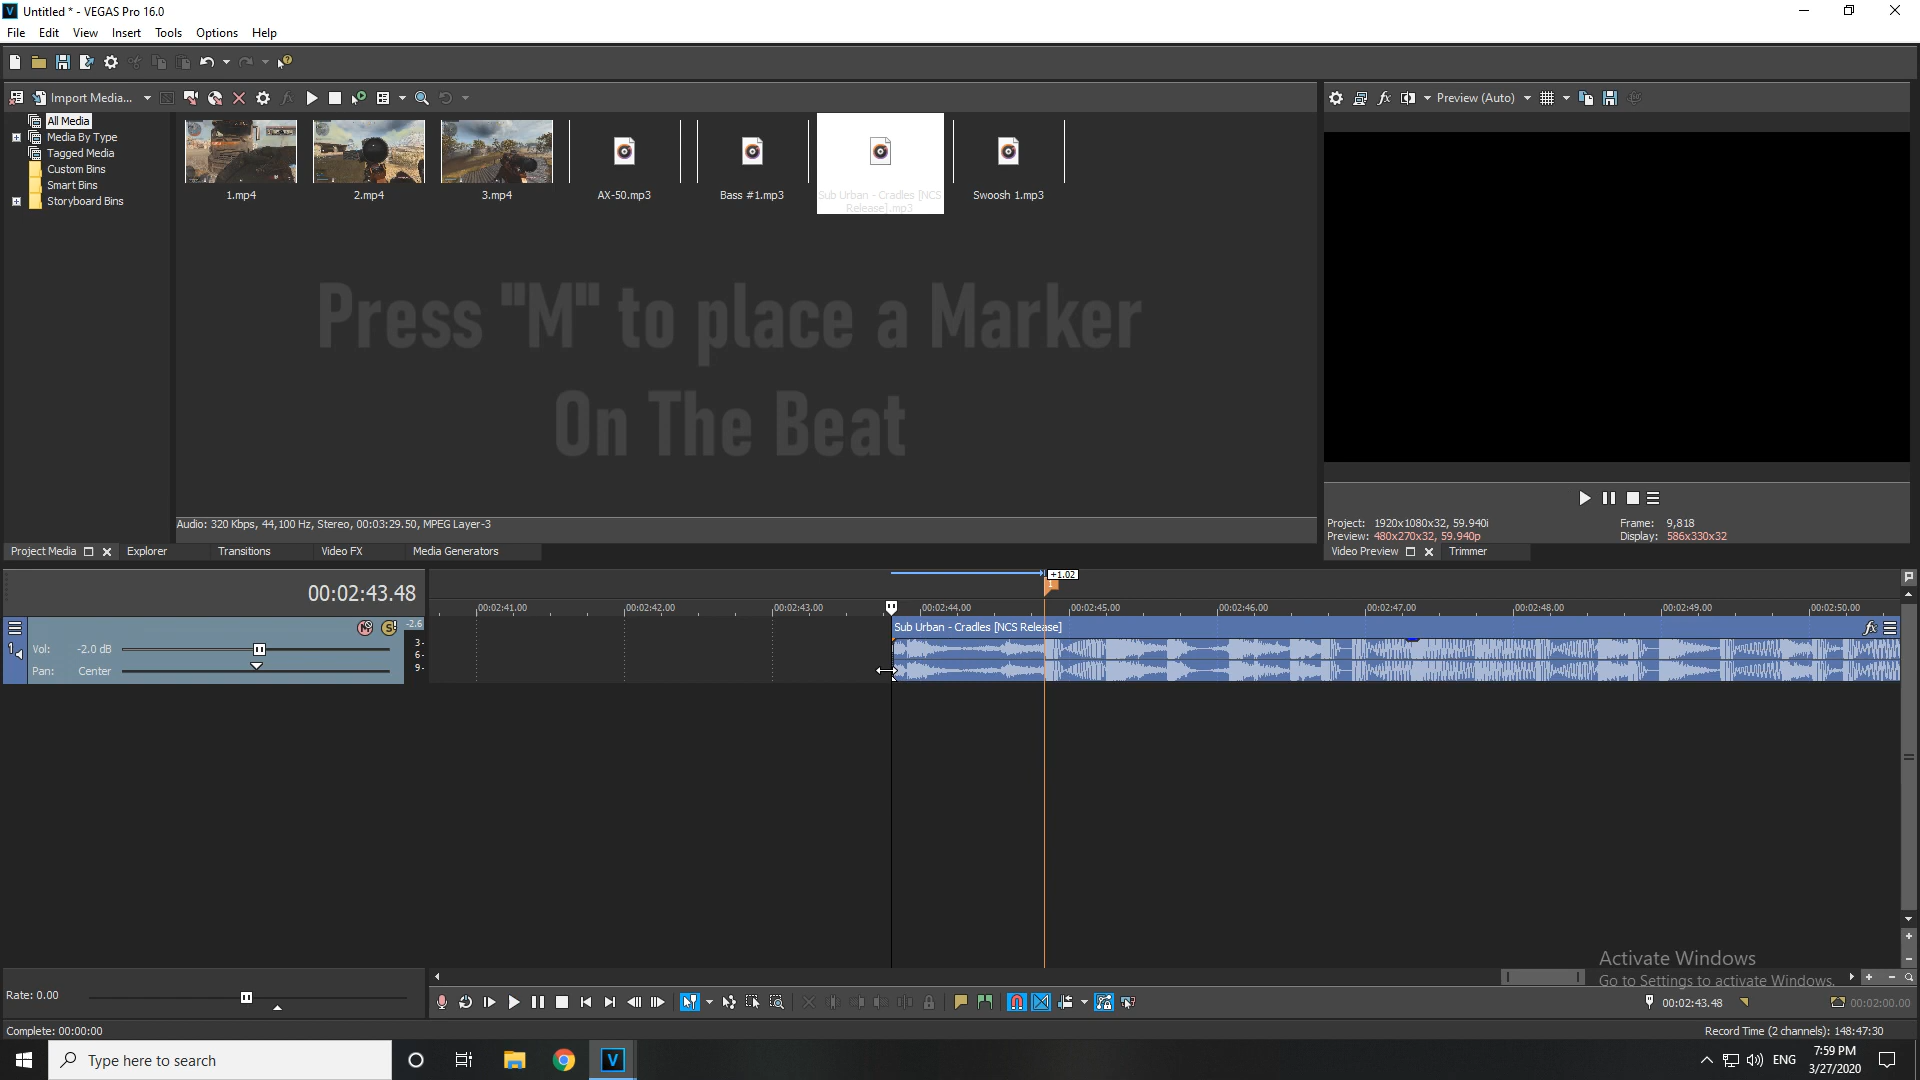 Untitled * - VEGAS Pro 16.0
File Edit View Insert Tools Options Help
Import Media...
Preview (Auto)
All Media
Media By Type
Tagged Media
Custom Bins
Smart Bins
Storyboard Bins
1.mp4 2.mp4 3.mp4 AX-50.mp3 Bass #1.mp3 Sub Urban - Cradles [NCS Release].mp3 Swoosh 1.mp3
Press "M" to place a Marker
On The Beat
Audio: 320 Kbps, 44,100 Hz, Stereo, 00:03:29.50, MPEG Layer-3
Project: 1920x1080x32, 59.940i Frame: 9,818
Preview: 480x270x32, 59.940p Display: 586x330x32
Project Media Explorer Transitions Video FX Media Generators
Video Preview Trimmer
00:02:43.48
+1.02
1
00:02:41.00 00:02:42.00 00:02:43.00 00:02:44.00 00:02:45.00 00:02:46.00 00:02:47.00 00:02:48.00 00:02:49.00 00:02:50.00
-2.6
Sub Urban - Cradles [NCS Release]
1
Vol: -2.0 dB
Pan: Center
3-
6-
9-
Activate Windows
Go to Settings to activate Windows.
Rate: 0.00
00:02:43.48 00:02:00.00
Complete: 00:00:00
Record Time (2 channels): 148:47:30
Type here to search
ENG
7:59 PM
3/27/2020